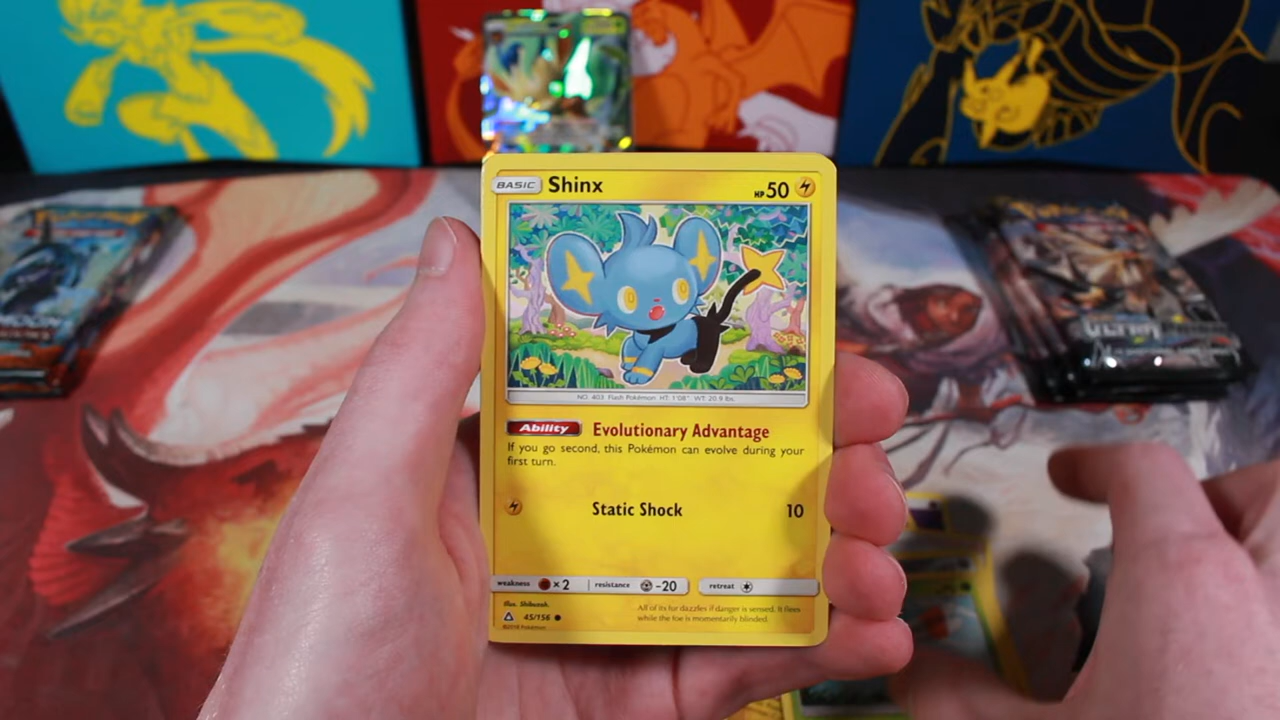 BASIC Shinx HP 50
NO. 403 Flash Pokémon HT: 1'08" WT: 20.9 lbs.
Ability Evolutionary Advantage
If you go second, this Pokémon can evolve during your
first turn.
Static Shock 10
weakness ×2 resistance -20 retreat
Illus. Shibuzoh.
45/156
©2018 Pokémon
All of its fur dazzles if danger is sensed. It flees
while the foe is momentarily blinded.
ULTRA